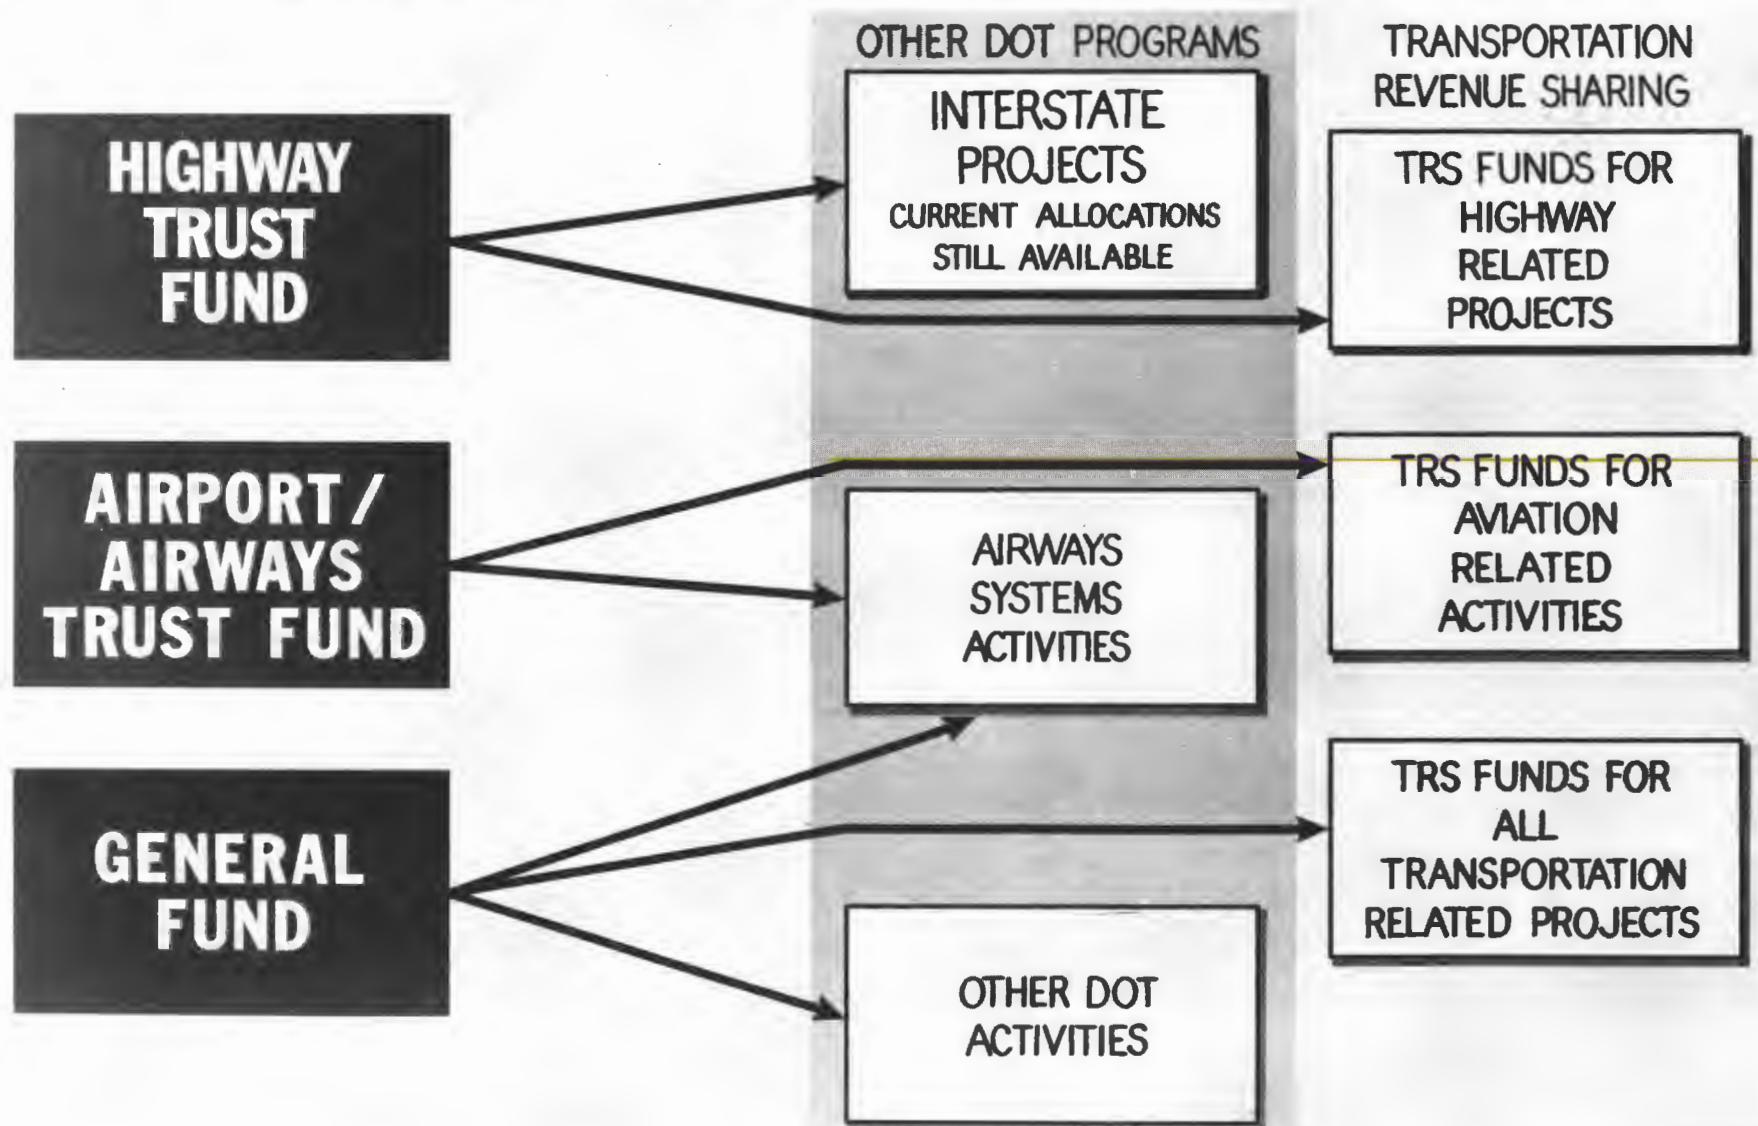 HIGHWAY
TRUST
FUND
AIRPORT/
AIRWAYS
TRUST FUND
GENERAL
FUND
OTHER DOT PROGRAMS
INTERSTATE
PROJECTS
CURRENT ALLOCATIONS
STILL AVAILABLE
AIRWAYS
SYSTEMS
ACTIVITIES
OTHER DOT
ACTIVITIES
TRANSPORTATION
REVENUE SHARING
TRS FUNDS FOR
HIGHWAY
RELATED
PROJECTS
TRS FUNDS FOR
AVIATION
RELATED
ACTIVITIES
TRS FUNDS FOR
ALL
TRANSPORTATION
RELATED PROJECTS